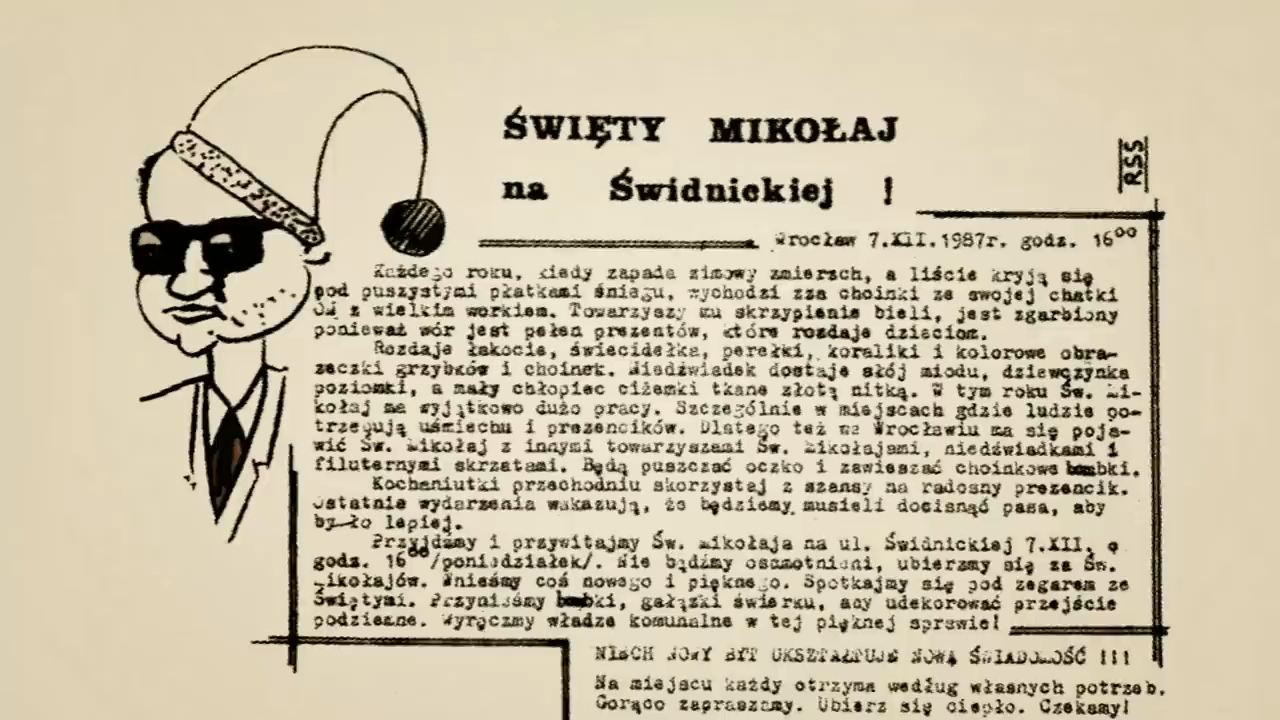 ŚWIĘTY MIKOŁAJ
na Świdnickiej !
RSS
Wrocław 7.XII.1987r. godz. 16⁰⁰
Każdego roku, kiedy zapada zimowy zmierzch, a liście kryją się
pod puszystymi płatkami śniegu, wychodzi zza choinki ze swojej chatki
z wielkim workiem. Towarzyszy mu skrzypienie bieli, jest zgarbiony
ponieważ wór jest pełen prezentów, które rozdaje dzieciom.
Rozdaje łakocie, świecidełka, perełki, koraliki i kolorowe obra-
zeczki grzybków i choinek. Niedźwiadek dostaje słój miodu, dziewczynka
poziomki, a mały chłopiec ciżemki tkane złotą nitką. W tym roku Św. Mi-
kołaj ma wyjątkowo dużo pracy. Szczególnie w miejscach gdzie ludzie po-
trzebują uśmiechu i prezencików. Dlatego też we Wrocławiu ma się poja-
wić Św. Mikołaj z innymi towarzyszami Św. Mikołajami, niedźwiadkami i
filuternymi skrzatami. Będą puszczać oczko i zawieszać choinkowe bombki.
Kochaniutki przechodniu skorzystaj z szansy na radosny prezencik.
Ostatnie wydarzenia wskazują, że będziemy musieli docisnąć pasa, aby
było lepiej.
Przyjdźmy i przywitajmy Św. Mikołaja na ul. Świdnickiej 7.XII, o
godz. 16⁰⁰/poniedziałek/. Nie bądźmy osamotnieni, ubierzmy się za Św.
Mikołajów. Wnieśmy coś nowego i pięknego. Spotkajmy się pod zegarem ze
Świętymi. Przynieśmy bombki, gałązki świerku, aby udekorować przejście
podziemne. Wyręczmy władze komunalne w tej pięknej sprawie!
NIECH NOWY BYT UKSZTAŁTUJE NOWĄ ŚWIADOMOŚĆ !!!
Na miejscu każdy otrzyma według własnych potrzeb.
Gorąco zapraszamy. Ubierz się ciepło. Czekamy!